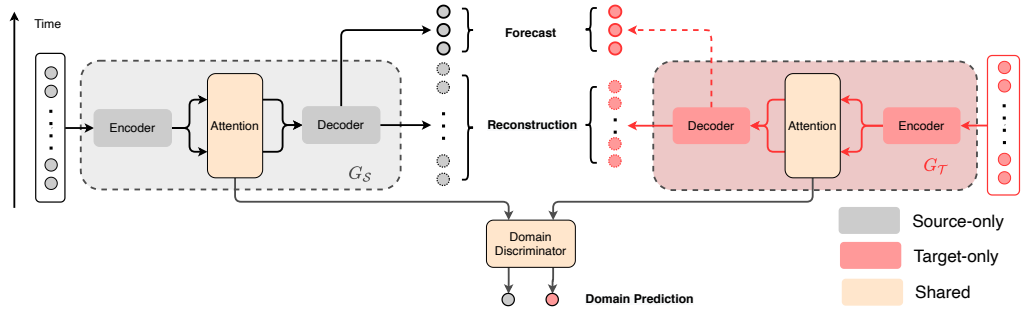 Time
Forecast
Encoder
Attention
Decoder
Reconstruction
Decoder
Attention
Encoder
G_S
G_T
Domain
Discriminator
Source-only
Target-only
Shared
Domain Prediction